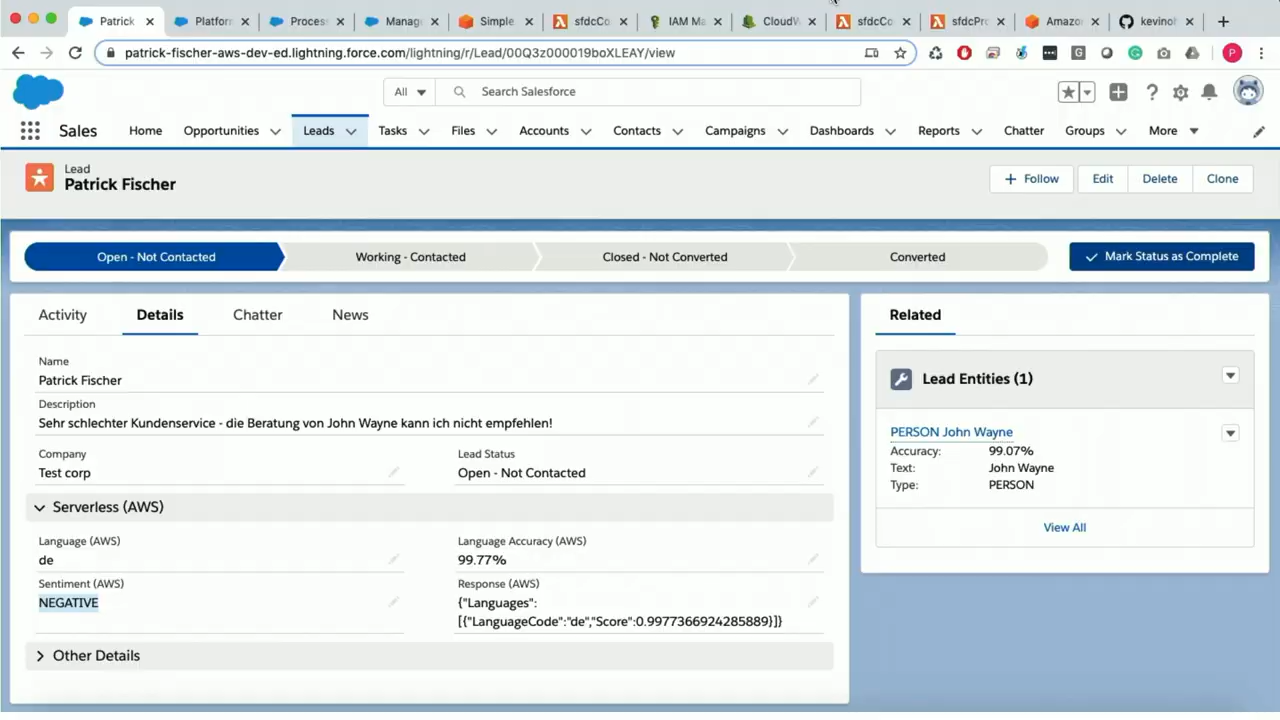 Patrick
Platform
Process
Manage
Simple
sfdcCo
IAM Ma
CloudW
sfdcCo
sfdcPro
Amazo
kevino
patrick-fischer-aws-dev-ed.lightning.force.com/lightning/r/Lead/00Q3z000019boXLEAY/view
P
All
Search Salesforce
Sales
Home
Opportunities
Leads
Tasks
Files
Accounts
Contacts
Campaigns
Dashboards
Reports
Chatter
Groups
More
Lead
Patrick Fischer
+ Follow
Edit
Delete
Clone
Open - Not Contacted
Working - Contacted
Closed - Not Converted
Converted
Mark Status as Complete
Activity
Details
Chatter
News
Name
Patrick Fischer
Description
Sehr schlechter Kundenservice - die Beratung von John Wayne kann ich nicht empfehlen!
Company
Test corp
Lead Status
Open - Not Contacted
Serverless (AWS)
Language (AWS)
de
Language Accuracy (AWS)
99.77%
Sentiment (AWS)
NEGATIVE
Response (AWS)
{"Languages":
[{"LanguageCode":"de","Score":0.9977366924285889}]}
Other Details
Related
Lead Entities (1)
PERSON John Wayne
Accuracy: 99.07%
Text: John Wayne
Type: PERSON
View All